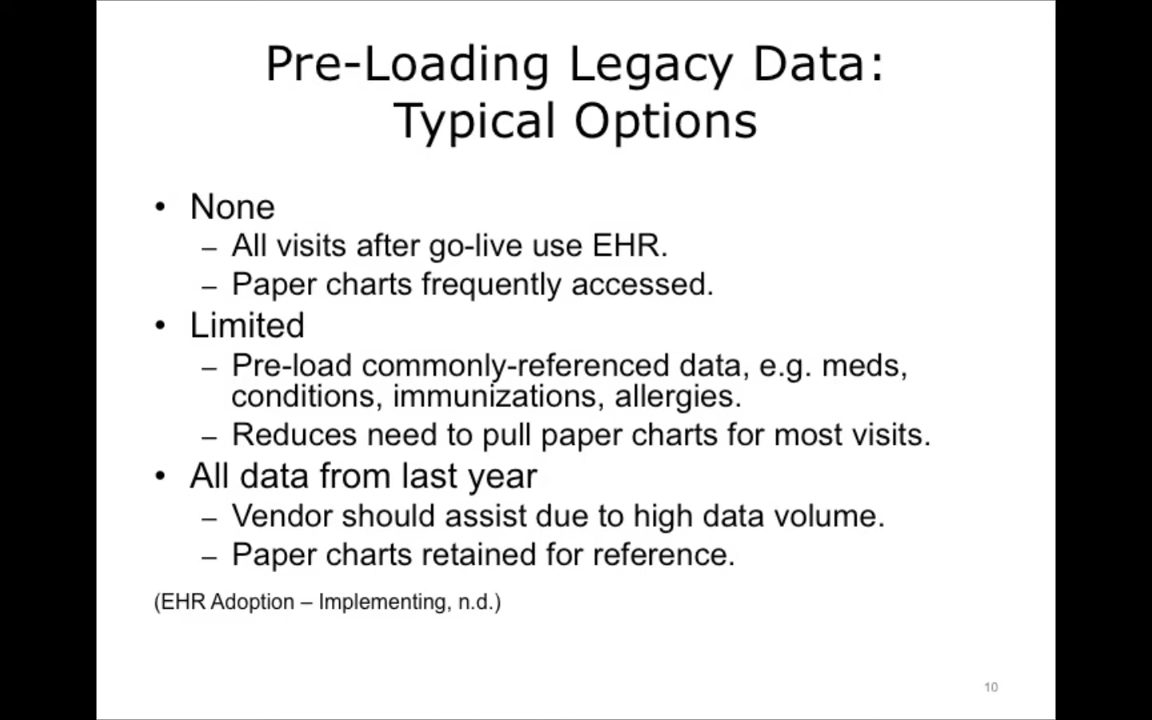 Pre-Loading Legacy Data:
Typical Options
• None
– All visits after go-live use EHR.
– Paper charts frequently accessed.
• Limited
– Pre-load commonly-referenced data, e.g. meds,
conditions, immunizations, allergies.
– Reduces need to pull paper charts for most visits.
• All data from last year
– Vendor should assist due to high data volume.
– Paper charts retained for reference.
(EHR Adoption – Implementing, n.d.)
10